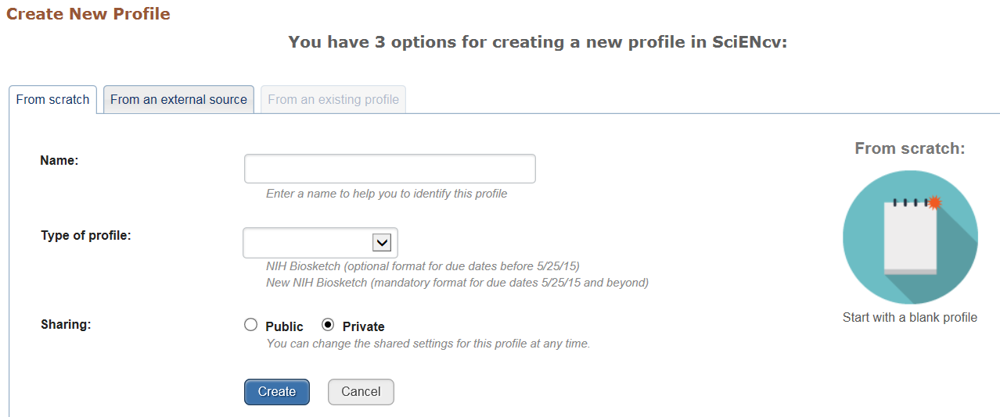 Create New Profile
You have 3 options for creating a new profile in SciENcv:
From scratch
From an external source
From an existing profile
From scratch:
Name:
Enter a name to help you to identify this profile
Type of profile:
NIH Biosketch (optional format for due dates before 5/25/15)
New NIH Biosketch (mandatory format for due dates 5/25/15 and beyond)
Start with a blank profile
Sharing:
Public
Private
You can change the shared settings for this profile at any time.
Create
Cancel